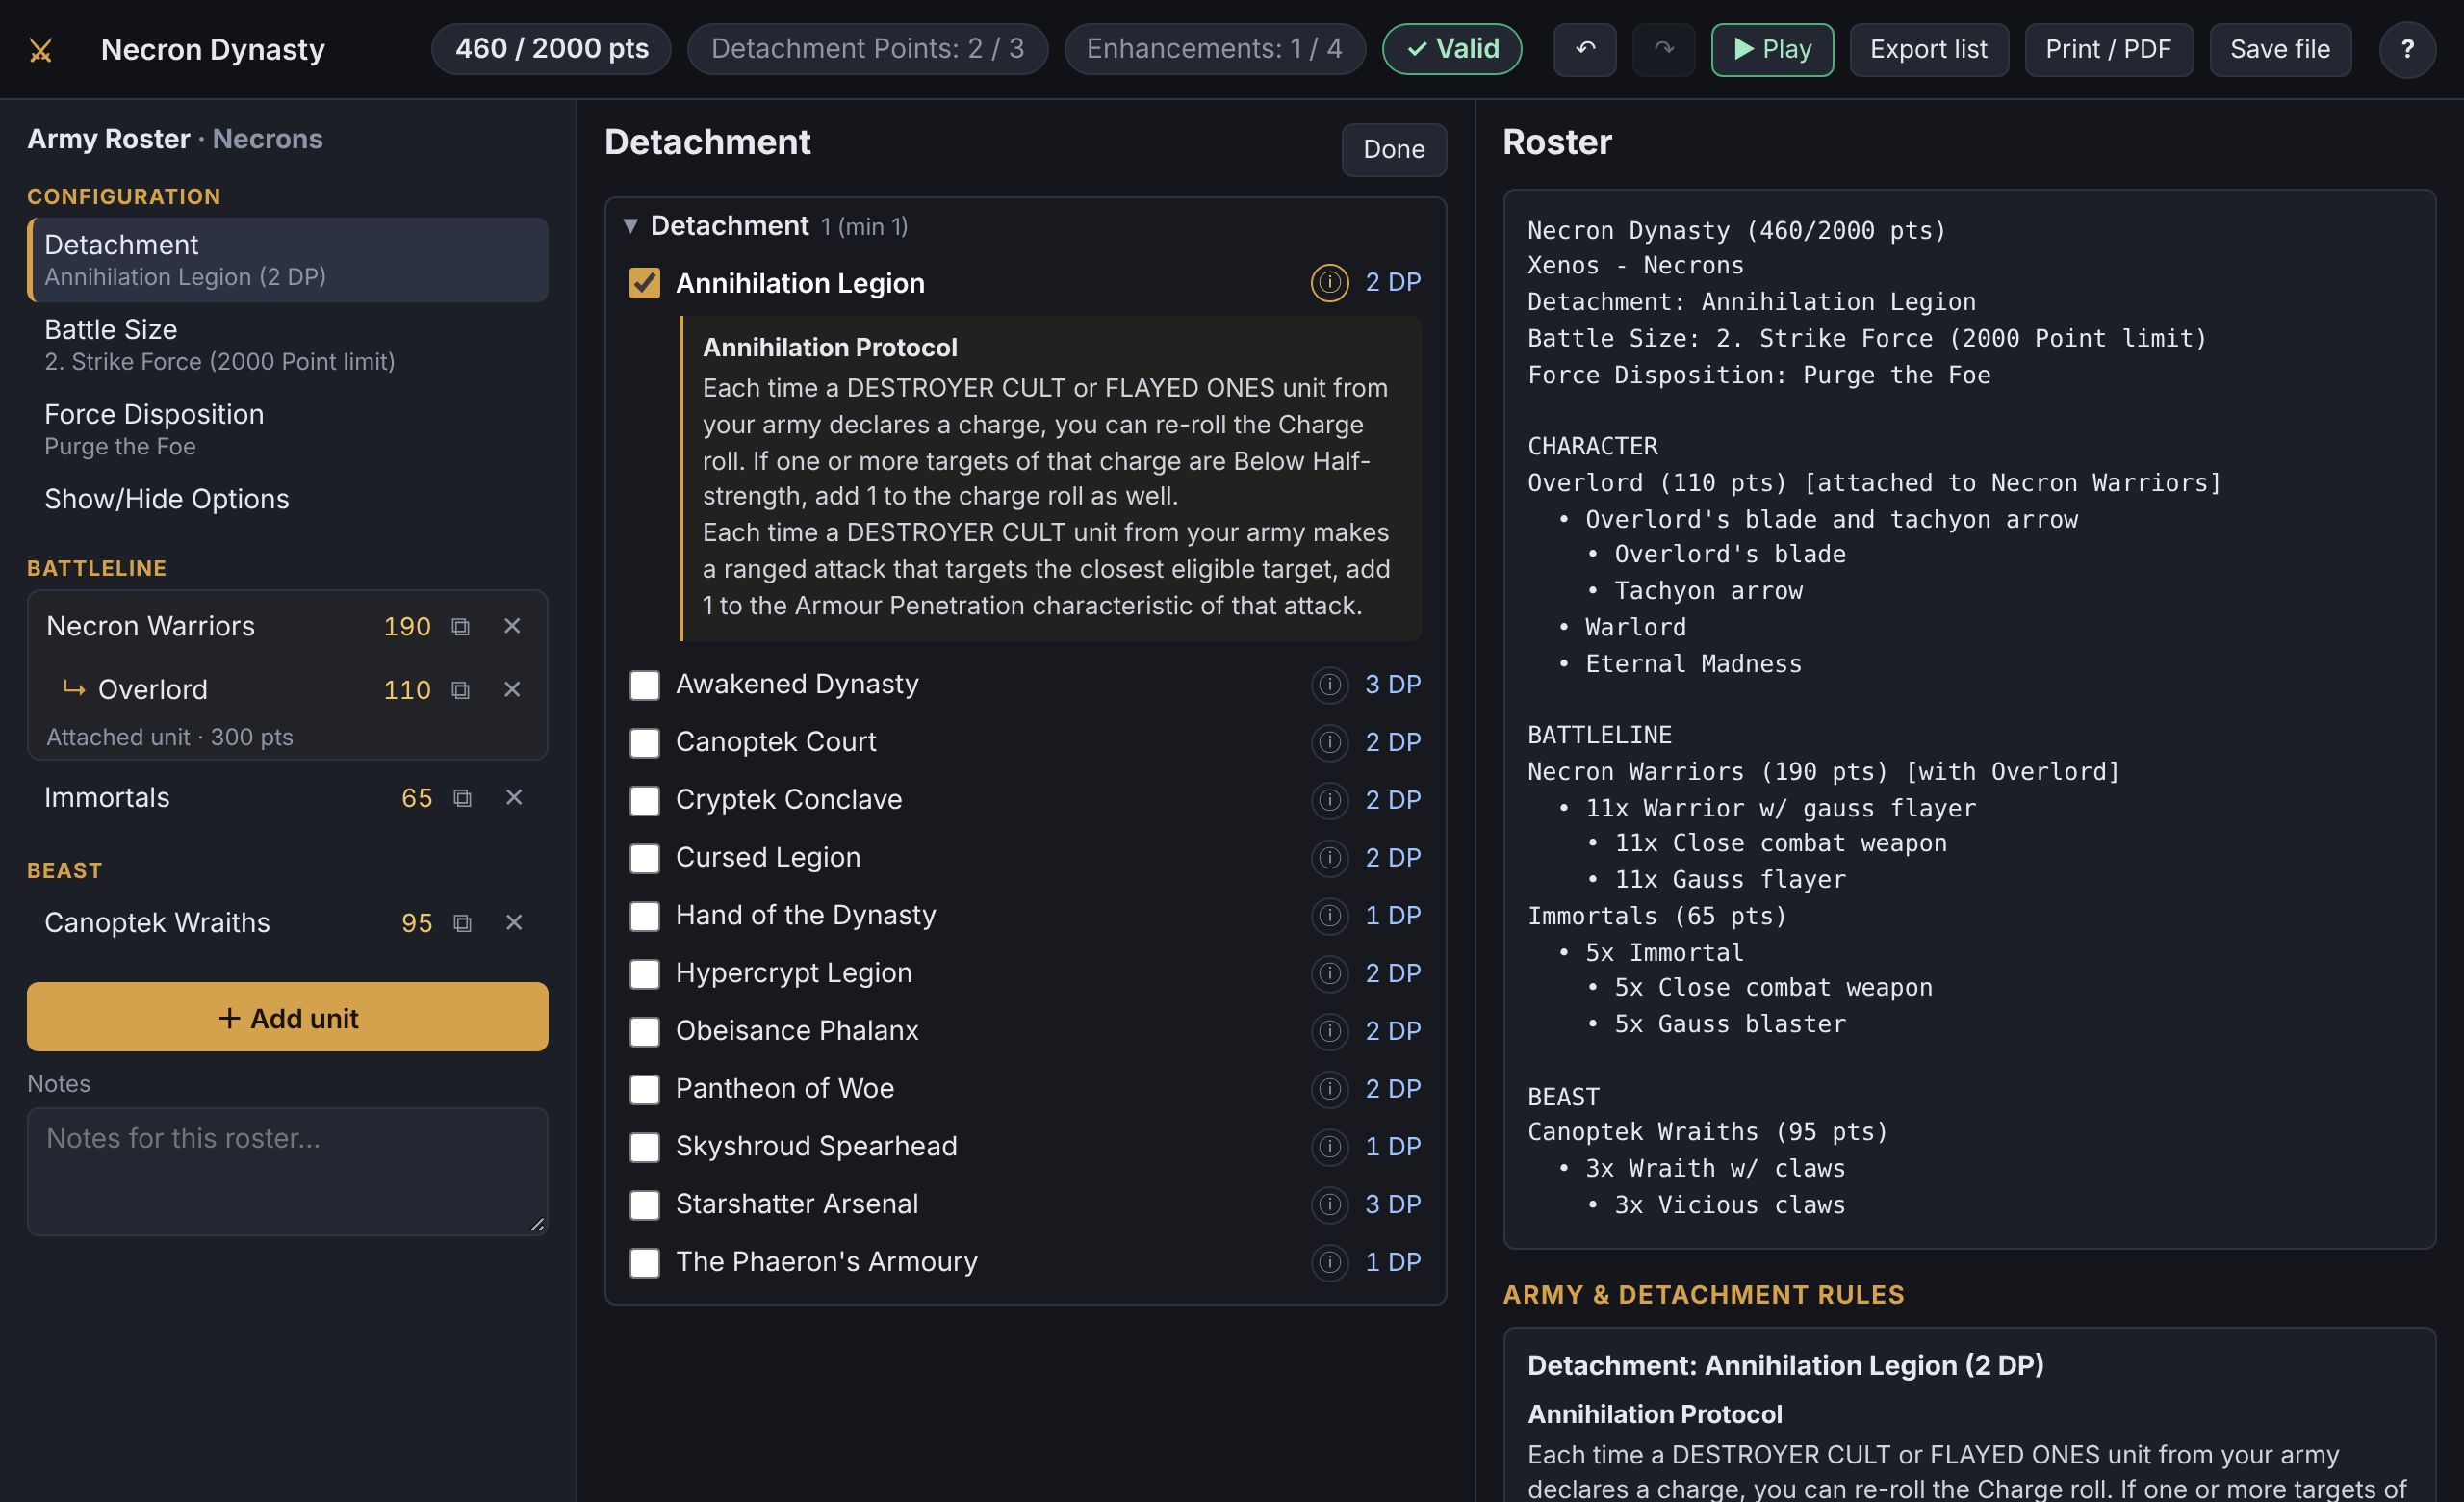 Necron Dynasty
460 / 2000 pts
Detachment Points: 2 / 3
Enhancements: 1 / 4
✓ Valid
↶
↷
▶ Play
Export list
Print / PDF
Save file
?
Army Roster · Necrons
CONFIGURATION
Detachment
Annihilation Legion (2 DP)
Battle Size
2. Strike Force (2000 Point limit)
Force Disposition
Purge the Foe
Show/Hide Options
BATTLELINE
Necron Warriors 190
↳ Overlord 110
Attached unit · 300 pts
Immortals 65
BEAST
Canoptek Wraiths 95
+ Add unit
Notes
Notes for this roster...
Detachment
Done
▼ Detachment 1 (min 1)
Annihilation Legion ⓘ 2 DP
Annihilation Protocol
Each time a DESTROYER CULT or FLAYED ONES unit from
your army declares a charge, you can re-roll the Charge
roll. If one or more targets of that charge are Below Half-
strength, add 1 to the charge roll as well.
Each time a DESTROYER CULT unit from your army makes
a ranged attack that targets the closest eligible target, add
1 to the Armour Penetration characteristic of that attack.
Awakened Dynasty ⓘ 3 DP
Canoptek Court ⓘ 2 DP
Cryptek Conclave ⓘ 2 DP
Cursed Legion ⓘ 2 DP
Hand of the Dynasty ⓘ 1 DP
Hypercrypt Legion ⓘ 2 DP
Obeisance Phalanx ⓘ 2 DP
Pantheon of Woe ⓘ 2 DP
Skyshroud Spearhead ⓘ 1 DP
Starshatter Arsenal ⓘ 3 DP
The Phaeron's Armoury ⓘ 1 DP
Roster
Necron Dynasty (460/2000 pts)
Xenos - Necrons
Detachment: Annihilation Legion
Battle Size: 2. Strike Force (2000 Point limit)
Force Disposition: Purge the Foe
CHARACTER
Overlord (110 pts) [attached to Necron Warriors]
• Overlord's blade and tachyon arrow
• Overlord's blade
• Tachyon arrow
• Warlord
• Eternal Madness
BATTLELINE
Necron Warriors (190 pts) [with Overlord]
• 11x Warrior w/ gauss flayer
• 11x Close combat weapon
• 11x Gauss flayer
Immortals (65 pts)
• 5x Immortal
• 5x Close combat weapon
• 5x Gauss blaster
BEAST
Canoptek Wraiths (95 pts)
• 3x Wraith w/ claws
• 3x Vicious claws
ARMY & DETACHMENT RULES
Detachment: Annihilation Legion (2 DP)
Annihilation Protocol
Each time a DESTROYER CULT or FLAYED ONES unit from your army
declares a charge, you can re-roll the Charge roll. If one or more targets of